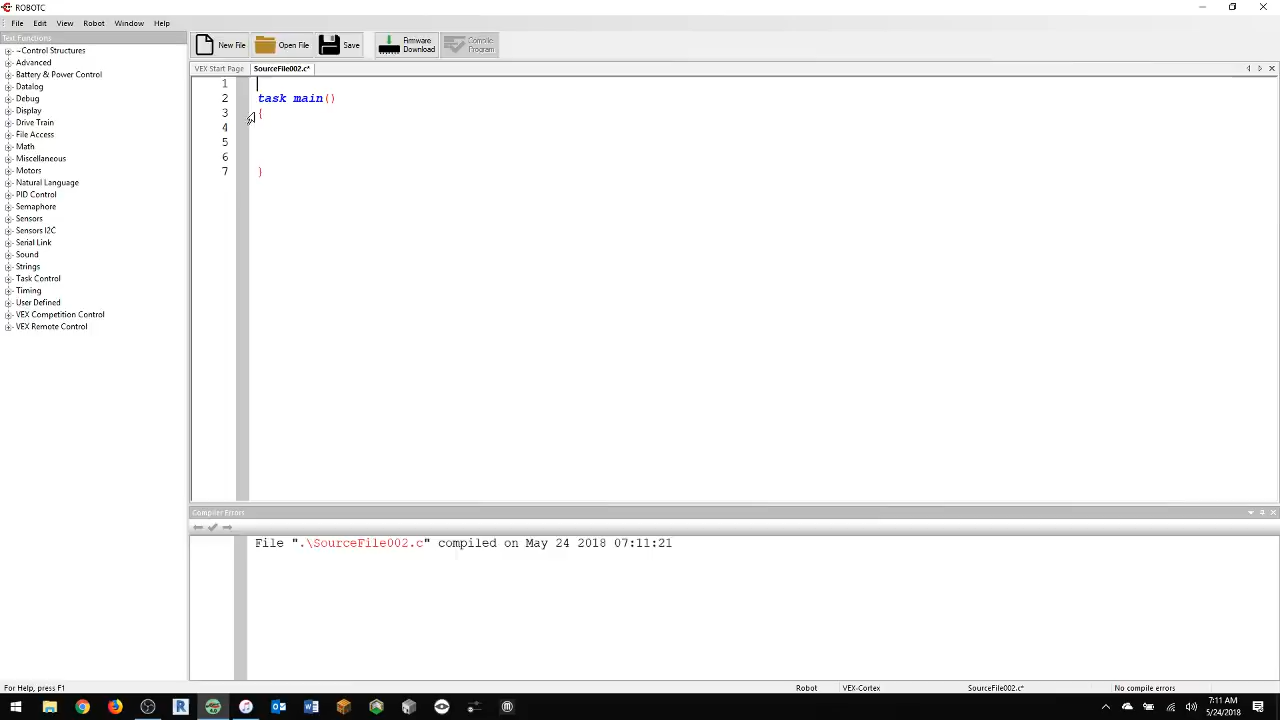 ROBOTC
File Edit View Robot Window Help
Text Functions
~Control Structures
Advanced
Battery & Power Control
Datalog
Debug
Display
Drive Train
File Access
Math
Miscellaneous
Motors
Natural Language
PID Control
Semaphore
Sensors
Sensors I2C
Serial Link
Sound
Strings
Task Control
Timing
User Defined
VEX Competition Control
VEX Remote Control
New File Open File Save Firmware Download Compile Program
VEX Start Page SourceFile002.c*
1
2 task main()
3 {
4
5
6
7 }
Compiler Errors
File ".\SourceFile002.c" compiled on May 24 2018 07:11:21
For Help, press F1 Robot VEX-Cortex SourceFile002.c* No compile errors
7:11 AM
5/24/2018